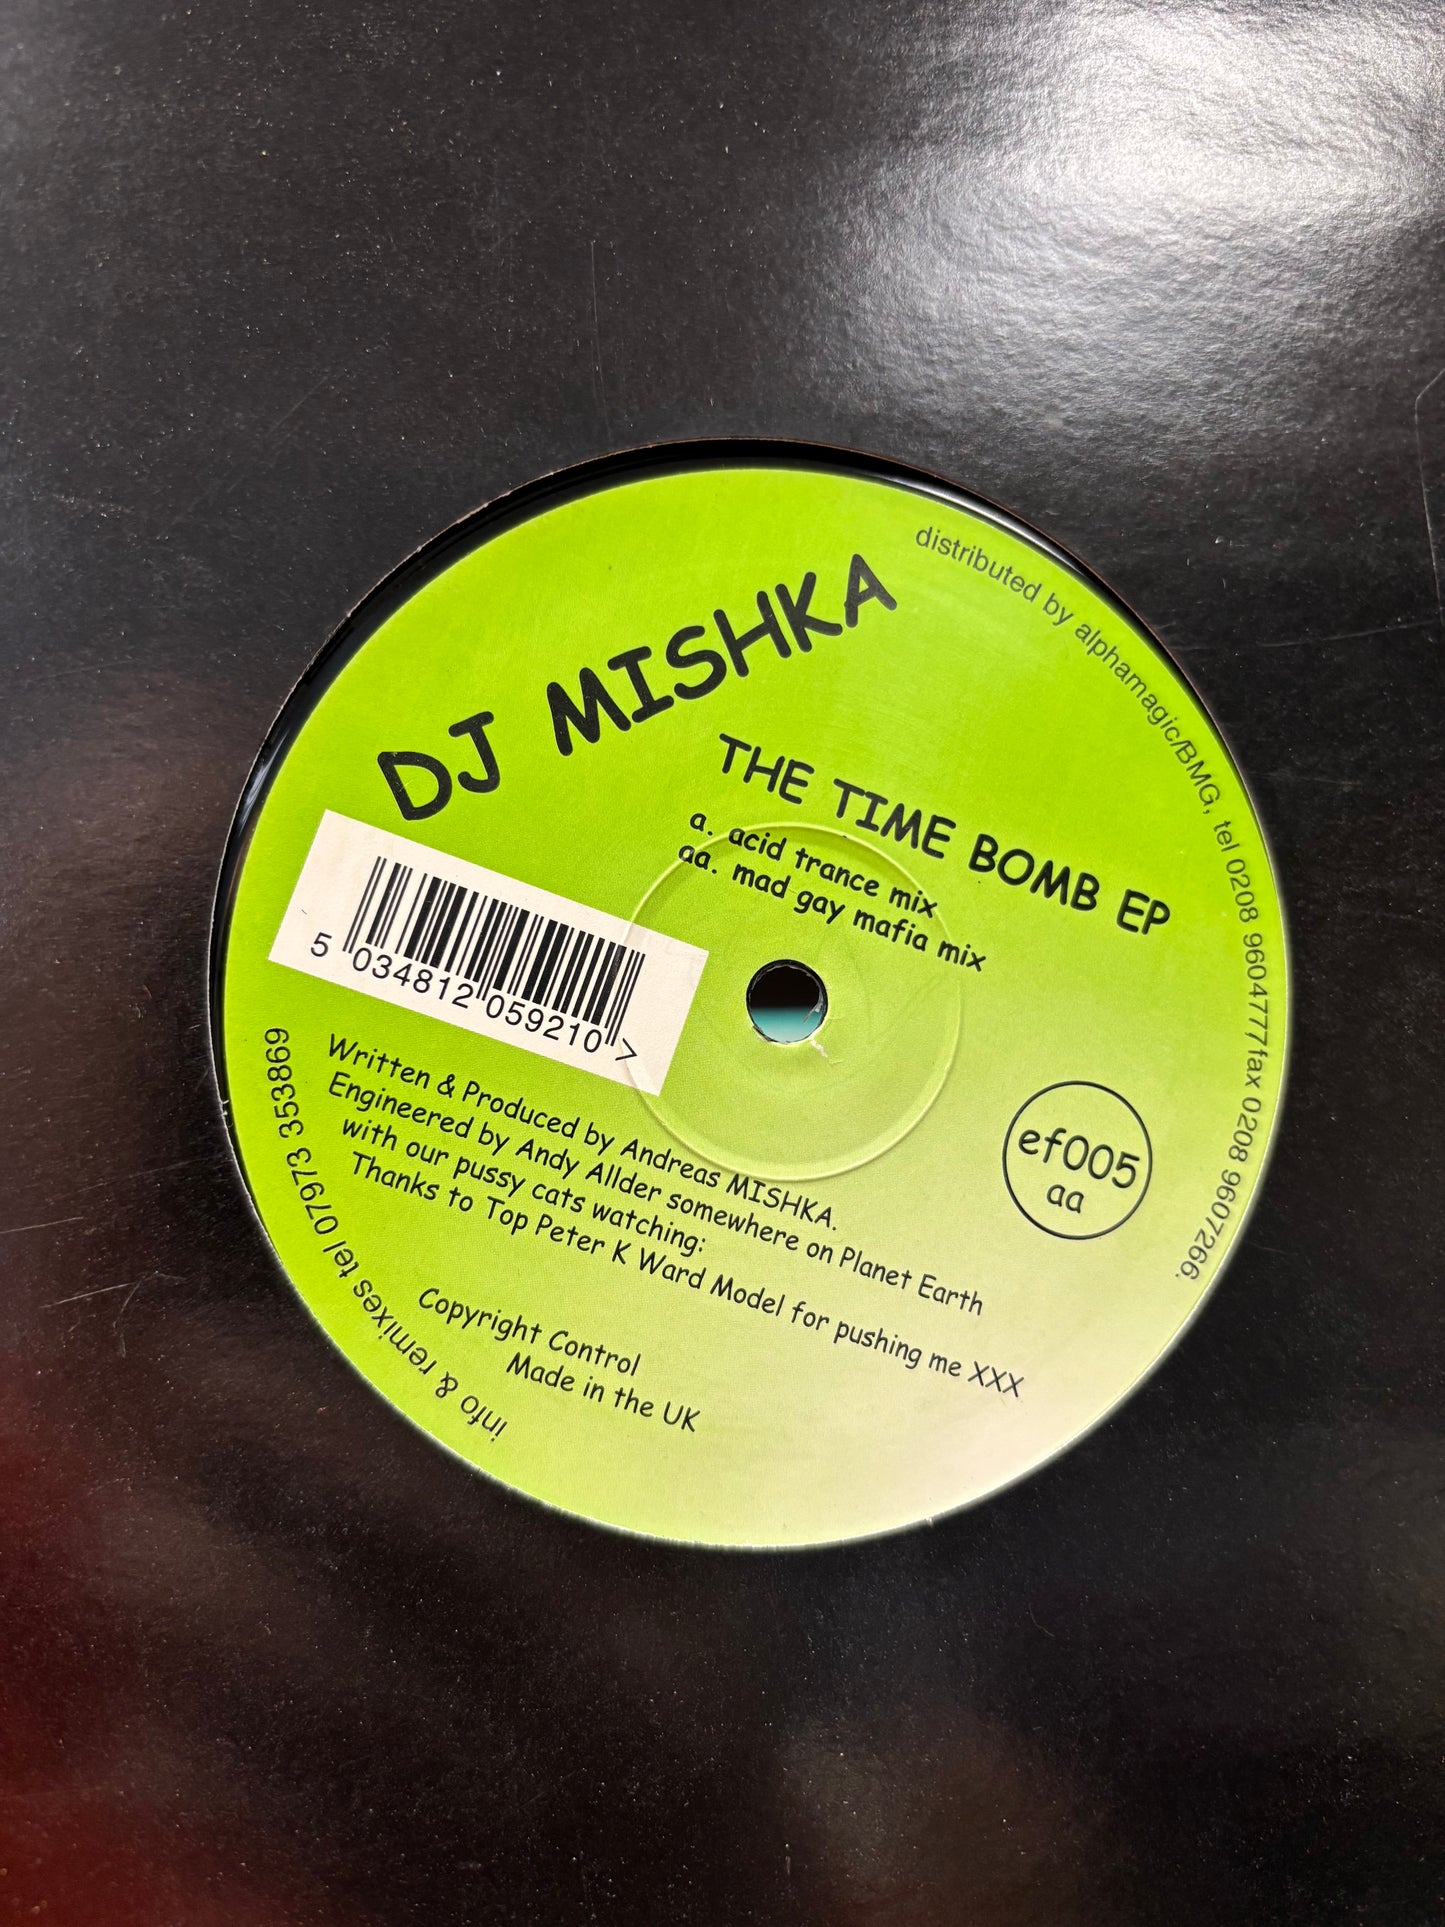 DJ MISHKA
distributed by alphamagic/BMG, tel 0208 9604777 fax 0208 9607266.
THE TIME BOMB EP
a. acid trance mix
aa. mad gay mafia mix
5 034812 059210 >
ef005
aa
Written & Produced by Andreas MISHKA.
Engineered by Andy Allder somewhere on Planet Earth
with our pussy cats watching:
Thanks to Top Peter K Ward Model for pushing me XXX
Copyright Control
Made in the UK
info & remixes tel 07973 353869